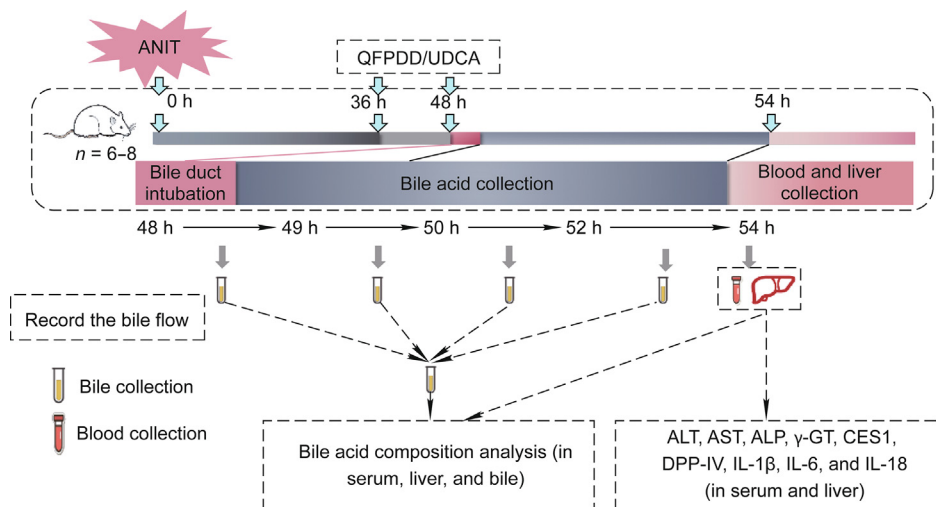 ANIT
QFPDD/UDCA
0 h
36 h
48 h
54 h
n = 6–8
Bile duct
intubation
Bile acid collection
Blood and liver
collection
48 h
49 h
50 h
52 h
54 h
Record the bile flow
Bile collection
Blood collection
Bile acid composition analysis (in
serum, liver, and bile)
ALT, AST, ALP, γ-GT, CES1,
DPP-IV, IL-1β, IL-6, and IL-18
(in serum and liver)